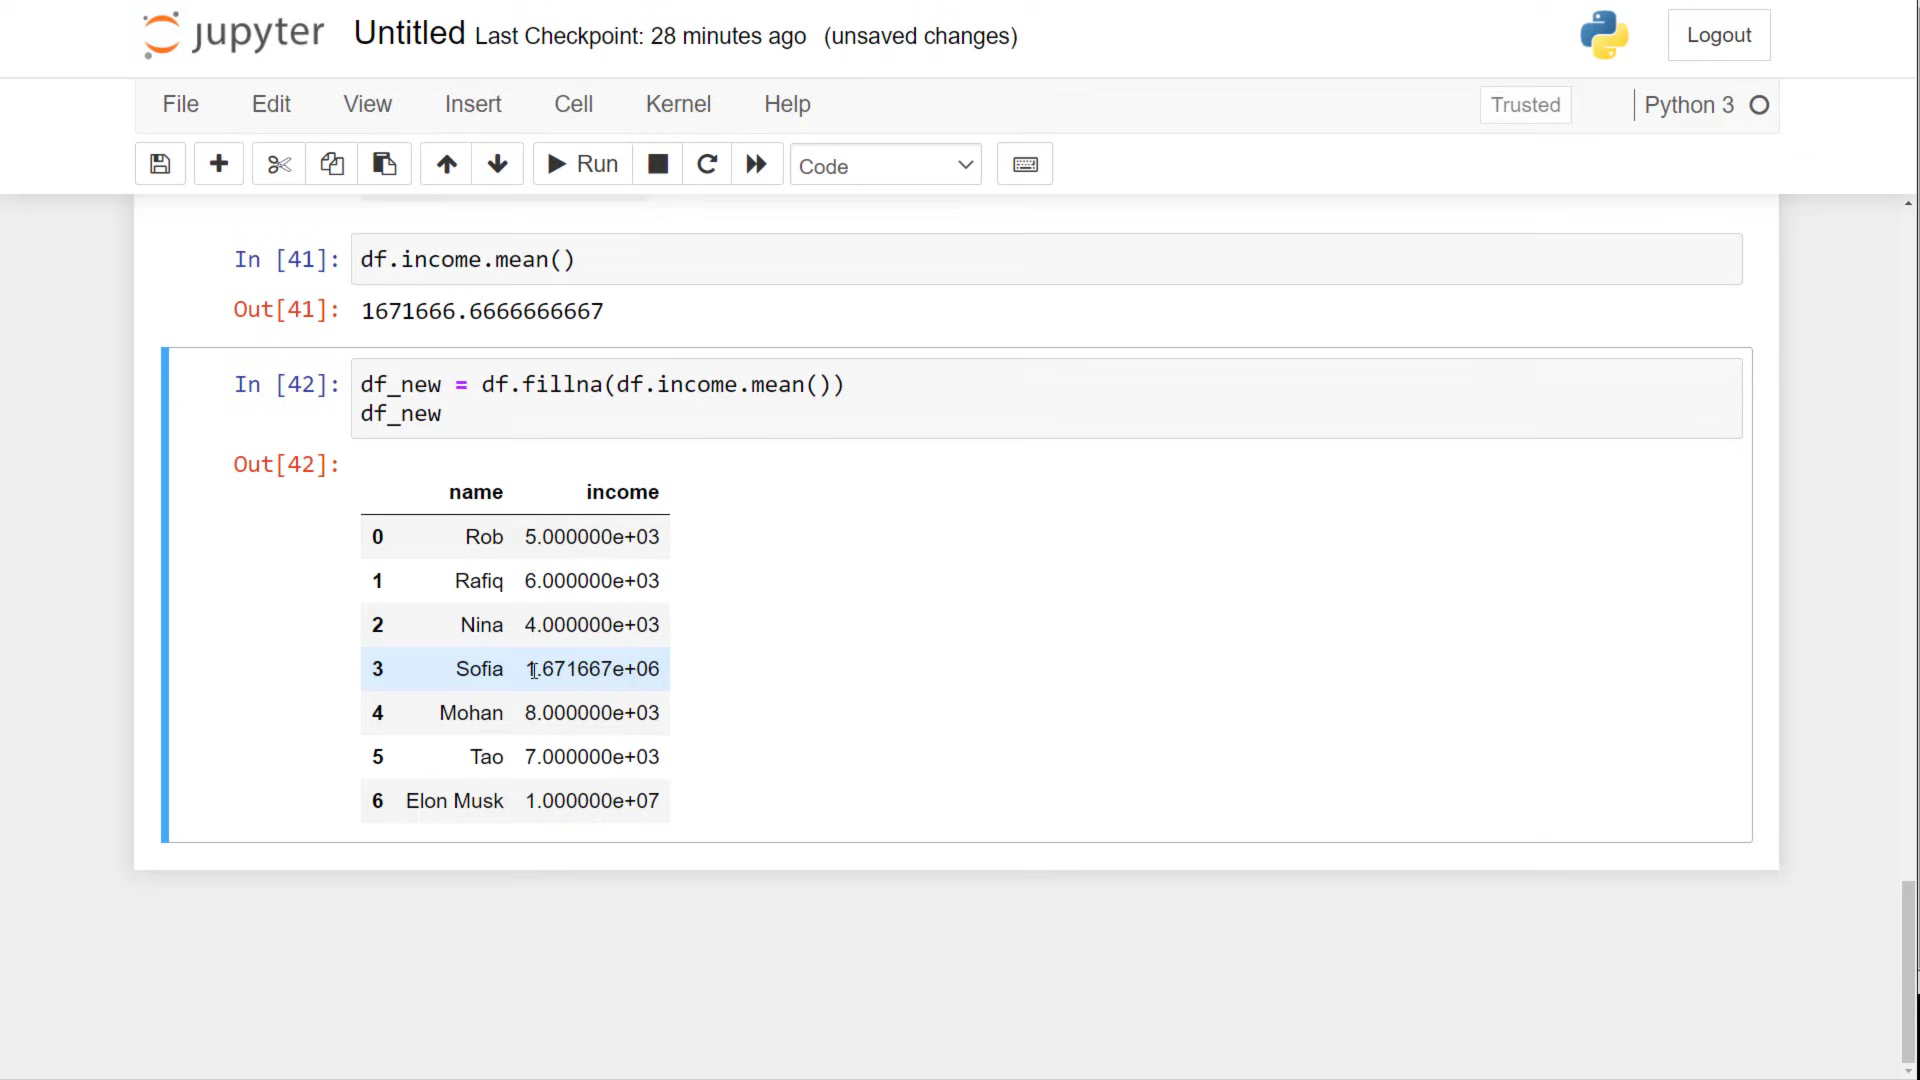 jupyter Untitled Last Checkpoint: 28 minutes ago (unsaved changes) Logout
File Edit View Insert Cell Kernel Help Trusted Python 3
Run Code
In [41]: df.income.mean()
Out[41]: 1671666.6666666667
In [42]: df_new = df.fillna(df.income.mean())
df_new
Out[42]:
name income
0 Rob 5.000000e+03
1 Rafiq 6.000000e+03
2 Nina 4.000000e+03
3 Sofia 1.671667e+06
4 Mohan 8.000000e+03
5 Tao 7.000000e+03
6 Elon Musk 1.000000e+07